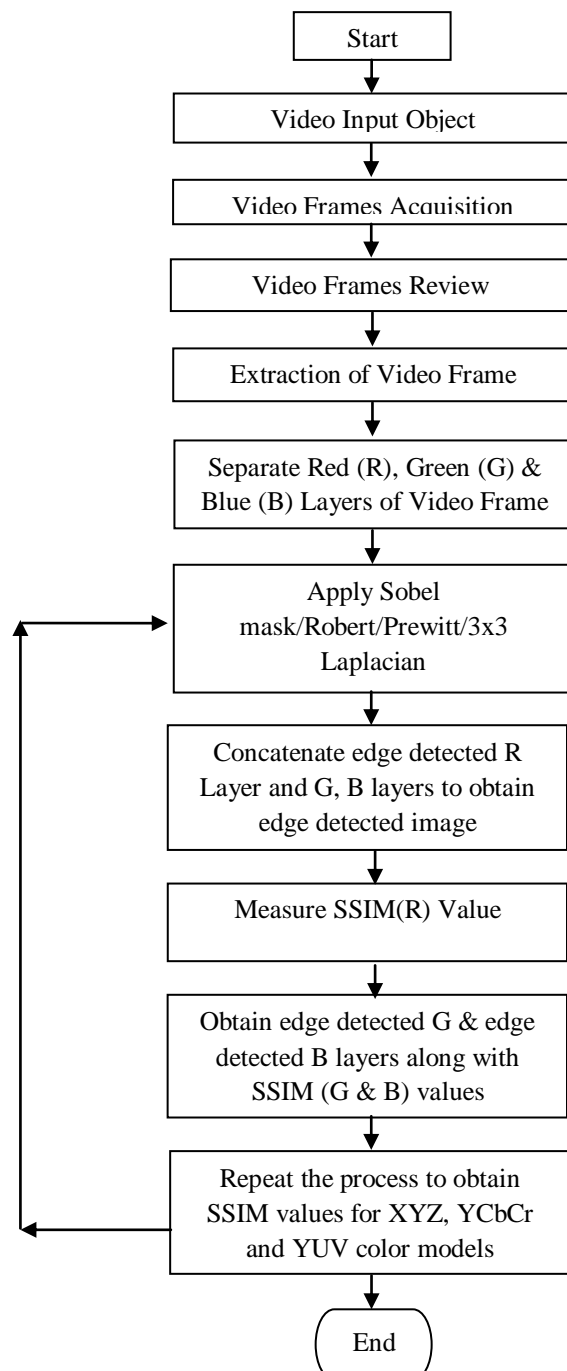 Start
Video Input Object
Video Frames Acquisition
Video Frames Review
Extraction of Video Frame
Separate Red (R), Green (G) &
Blue (B) Layers of Video Frame
Apply Sobel
mask/Robert/Prewitt/3x3
Laplacian
Concatenate edge detected R
Layer and G, B layers to obtain
edge detected image
Measure SSIM(R) Value
Obtain edge detected G & edge
detected B layers along with
SSIM (G & B) values
Repeat the process to obtain
SSIM values for XYZ, YCbCr
and YUV color models
End